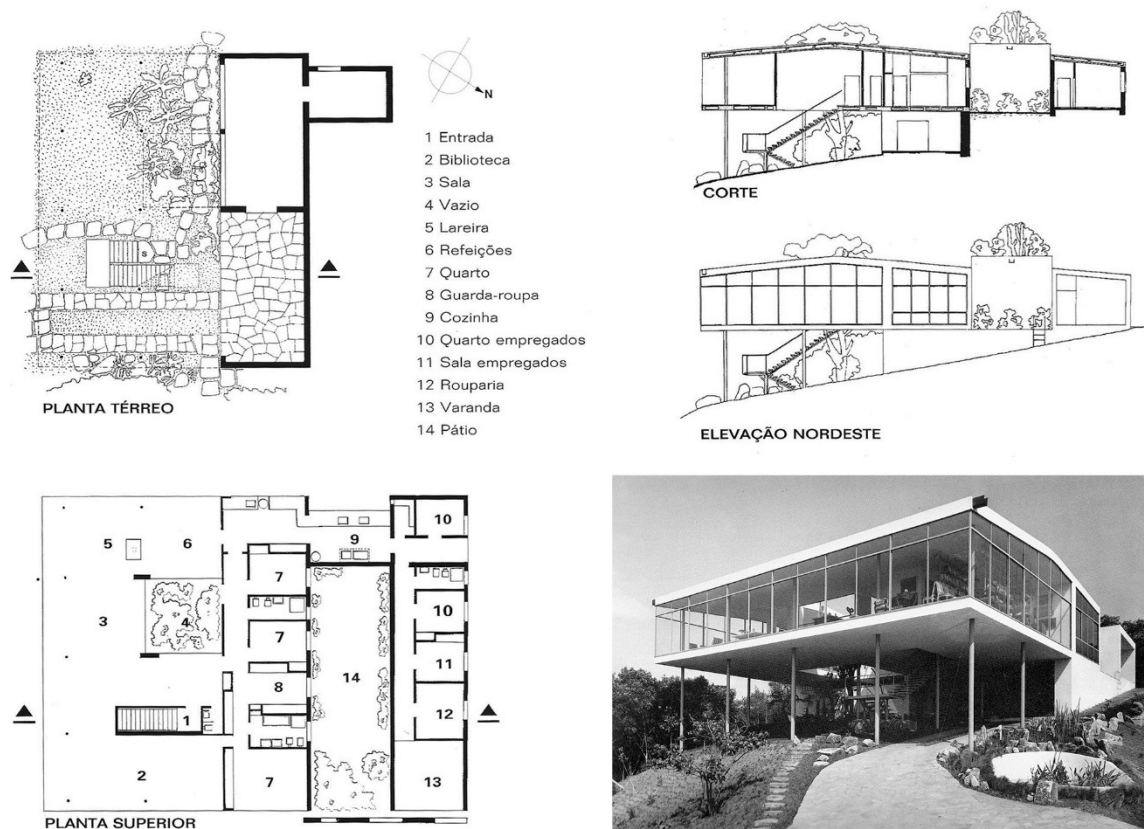 N
1 Entrada
2 Biblioteca
3 Sala
4 Vazio
5 Lareira
6 Refeições
7 Quarto
8 Guarda-roupa
9 Cozinha
10 Quarto empregados
11 Sala empregados
12 Rouparia
13 Varanda
14 Pátio
S
PLANTA TÉRREO
CORTE
ELEVAÇÃO NORDESTE
10
9
5
6
7
10
3
4
7
11
8
14
12
1
2
7
13
PLANTA SUPERIOR